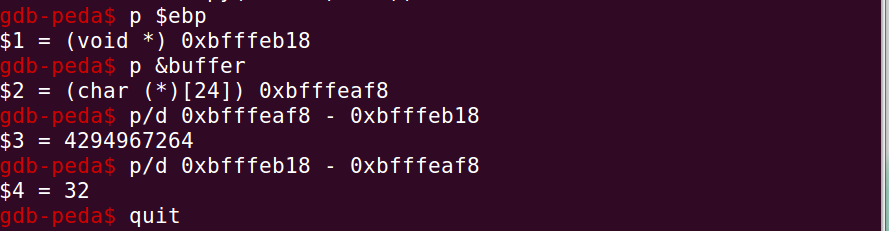 gdb-peda$ p $ebp
$1 = (void *) 0xbfffeb18
gdb-peda$ p &buffer
$2 = (char (*)[24]) 0xbfffeaf8
gdb-peda$ p/d 0xbfffeaf8 - 0xbfffeb18
$3 = 4294967264
gdb-peda$ p/d 0xbfffeb18 - 0xbfffeaf8
$4 = 32
gdb-peda$ quit